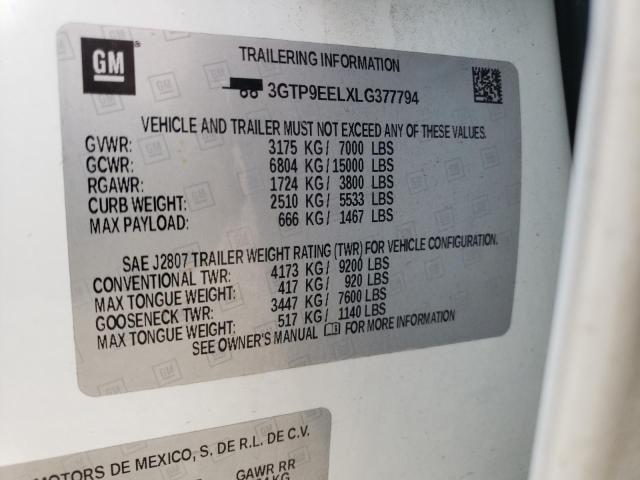 GM
TRAILERING INFORMATION
3GTP9EELXLG377794
VEHICLE AND TRAILER MUST NOT EXCEED ANY OF THESE VALUES.
GVWR: 3175 KG/ 7000 LBS
GCWR: 6804 KG/15000 LBS
RGAWR: 1724 KG/ 3800 LBS
CURB WEIGHT: 2510 KG/ 5533 LBS
MAX PAYLOAD: 666 KG/ 1467 LBS
SAE J2807 TRAILER WEIGHT RATING (TWR) FOR VEHICLE CONFIGURATION.
CONVENTIONAL TWR: 4173 KG/ 9200 LBS
MAX TONGUE WEIGHT: 417 KG/ 920 LBS
GOOSENECK TWR: 3447 KG/ 7600 LBS
MAX TONGUE WEIGHT: 517 KG/ 1140 LBS
SEE OWNER'S MANUAL FOR MORE INFORMATION
MOTORS DE MEXICO, S. DE R.L. DE C.V.
GAWR RR
KG